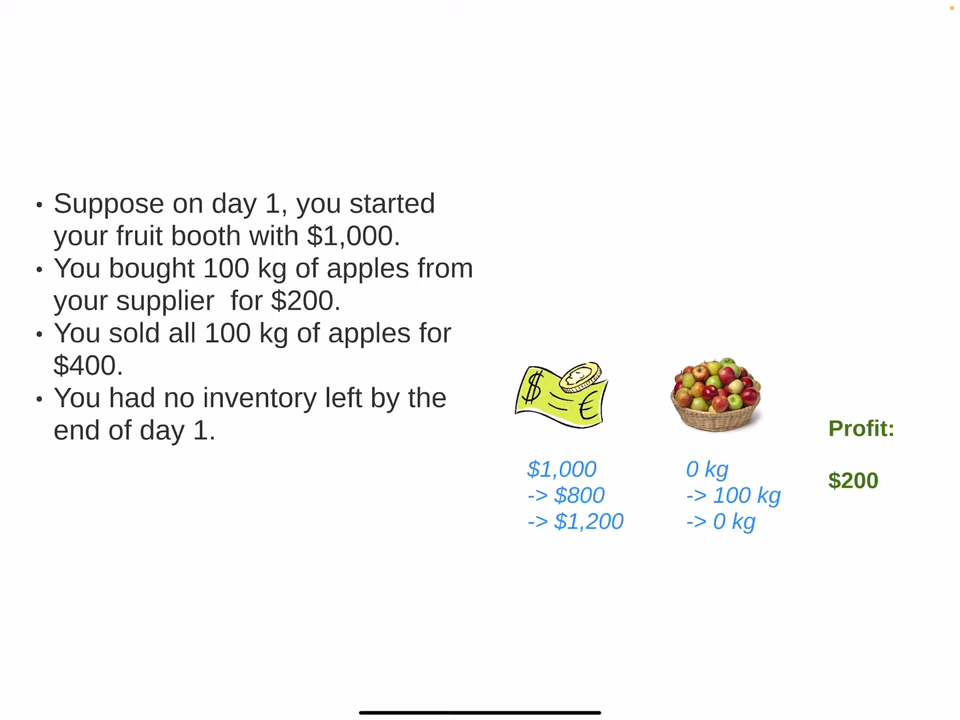 • Suppose on day 1, you started
your fruit booth with $1,000.
• You bought 100 kg of apples from
your supplier  for $200.
• You sold all 100 kg of apples for
$400.
• You had no inventory left by the
end of day 1.
$ = €
$1,000
-> $800
-> $1,200
0 kg
-> 100 kg
-> 0 kg
Profit:
$200